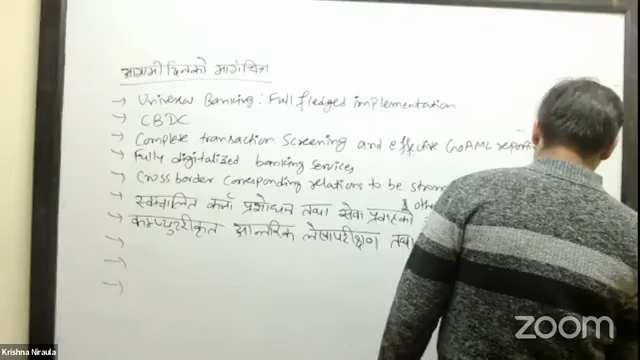 आगामी दिनको मार्गचित्र
→ Universal Banking: Full fledged implementation
→ CBDC
→ Complete transaction screening and effective GoAML
→ Fully digitalized banking services
→ Cross border corresponding relations to be
स्वचालित कर्जा प्रशोधन तथा सेवा प्रवाहको
→ कम्प्युटरीकृत आन्तरिक लेखापरीक्षण तथा
→
→
Krishna Niraula
zoom